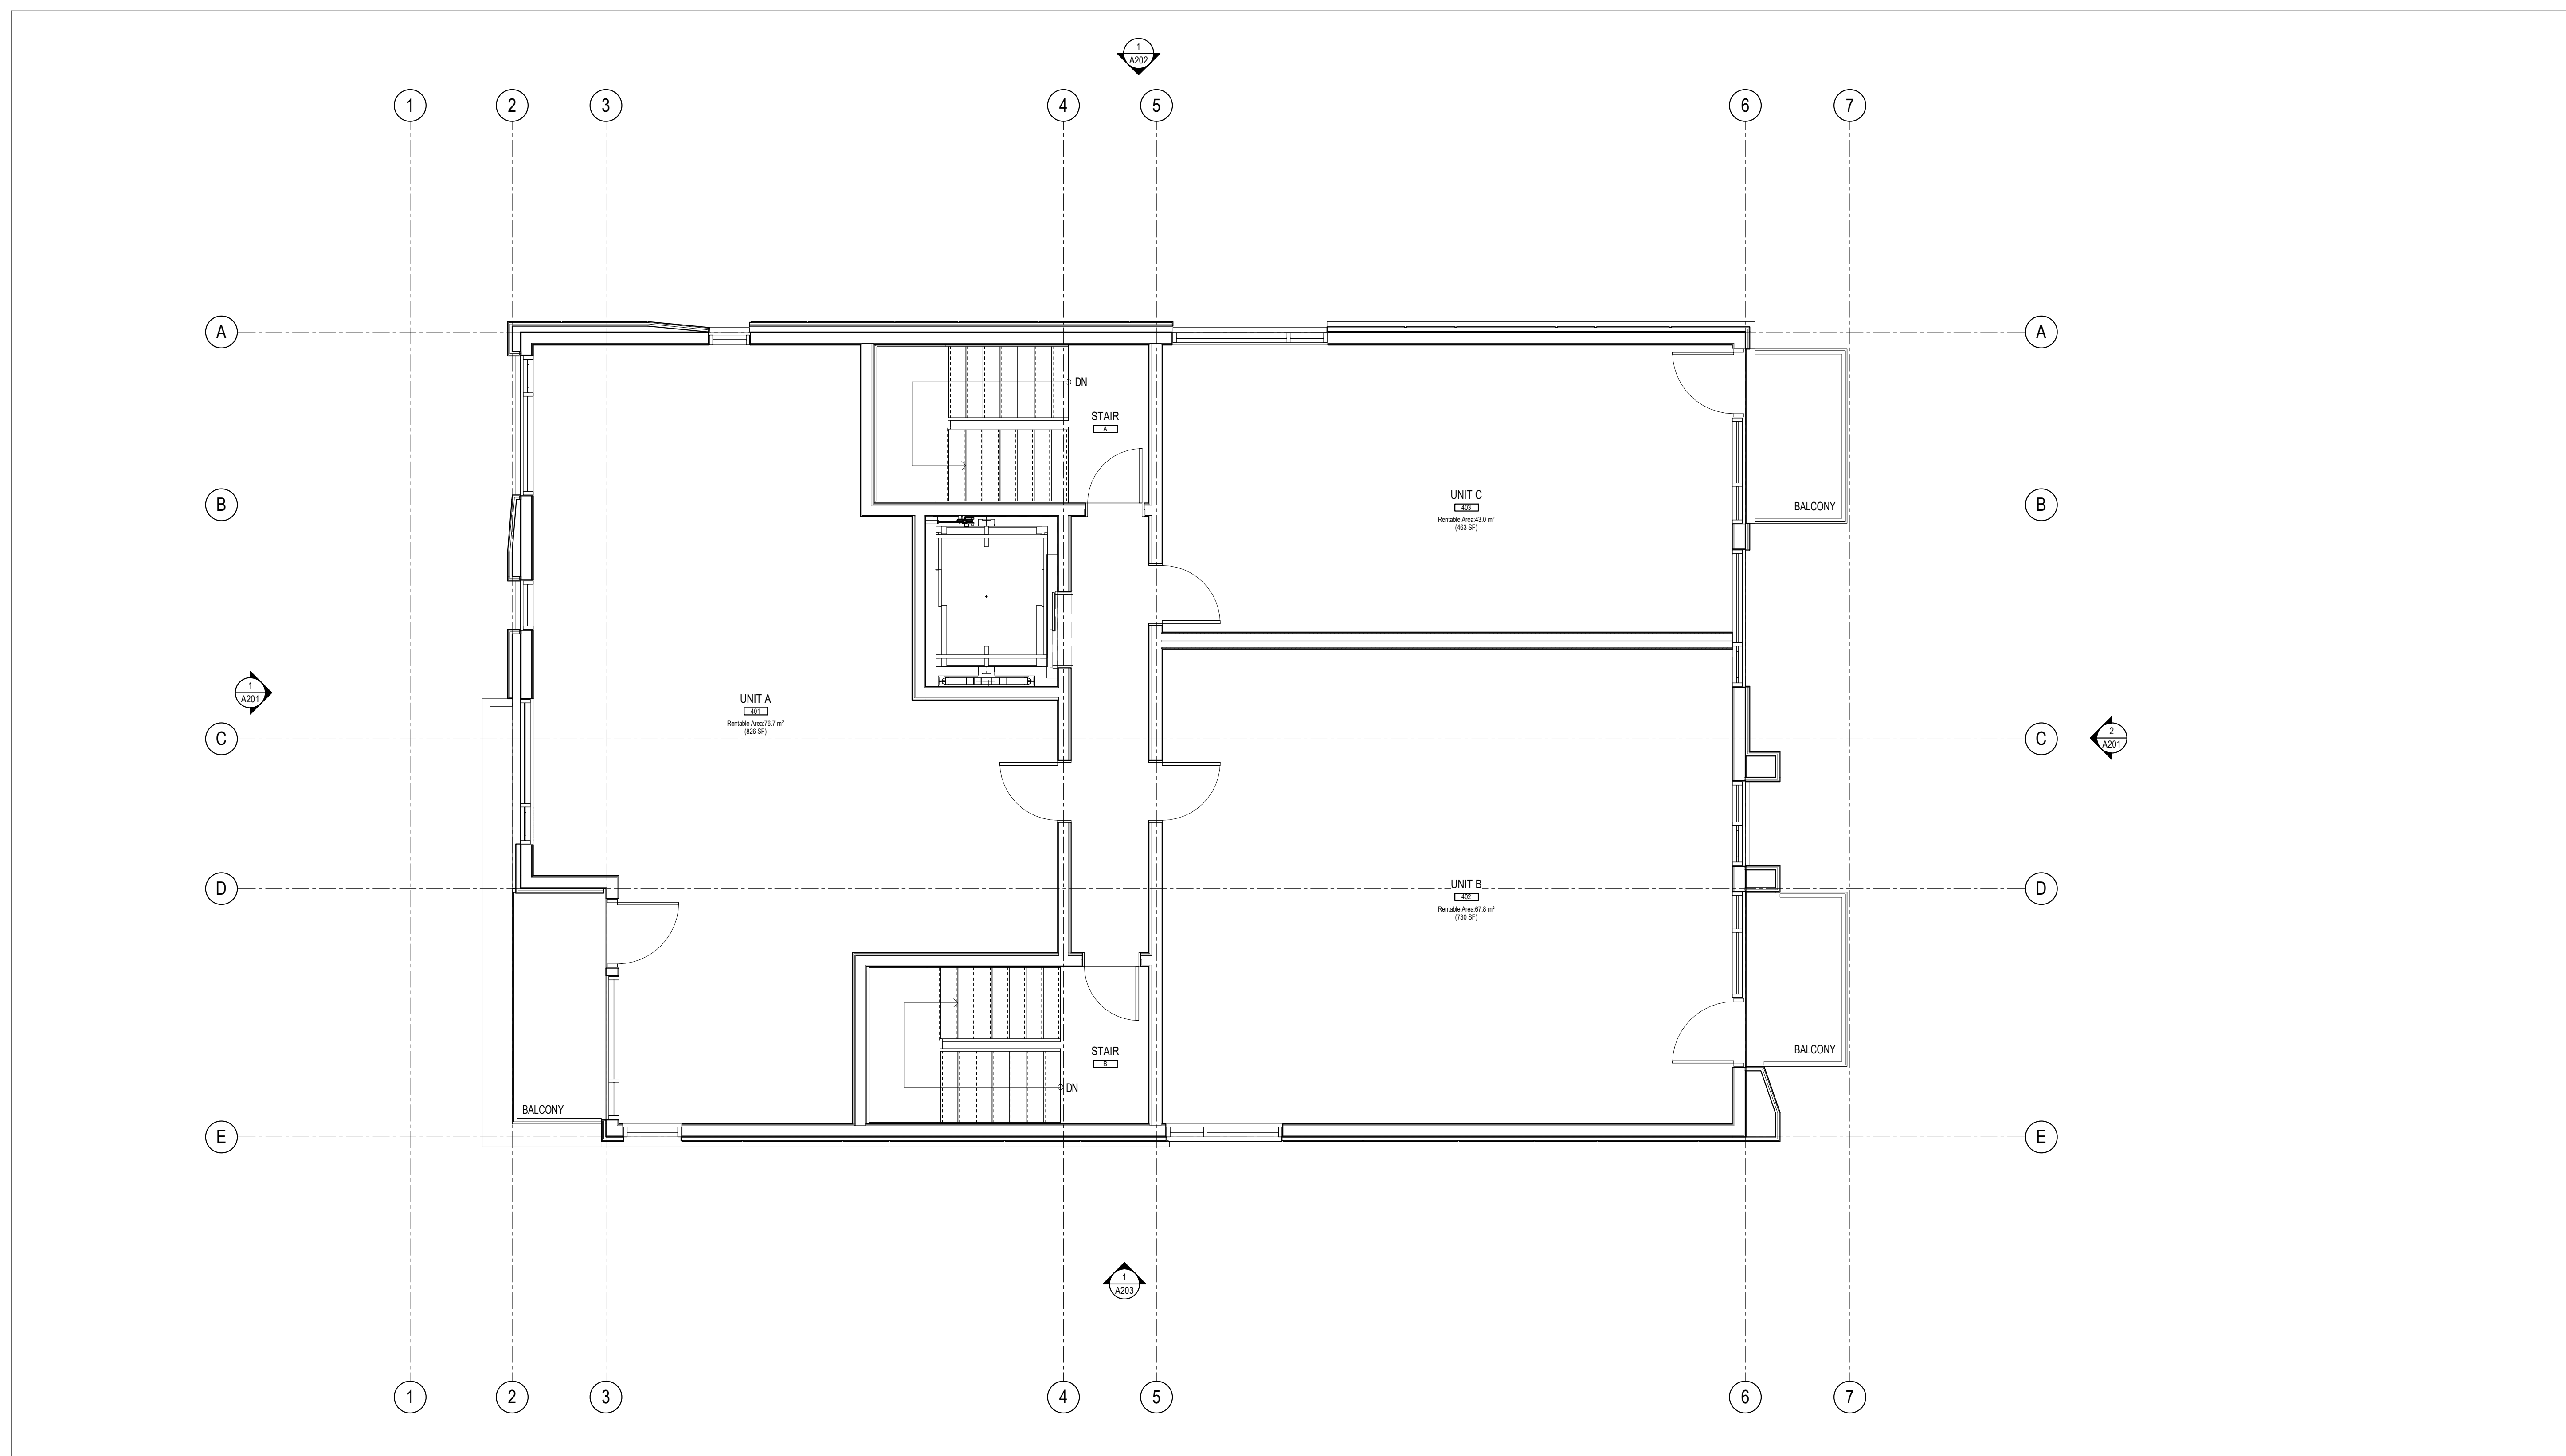 1
A202
1
2
3
4
5
6
7
A
A
DN
STAIR
A
UNIT C
403
Rentable Area:43.0 m²
(463 SF)
B
B
BALCONY
1
A201
UNIT A
401
Rentable Area:76.7 m²
(826 SF)
C
C
2
A201
D
D
UNIT B
402
Rentable Area:67.8 m²
(730 SF)
STAIR
B
DN
BALCONY
BALCONY
E
E
1
A203
1
2
3
4
5
6
7